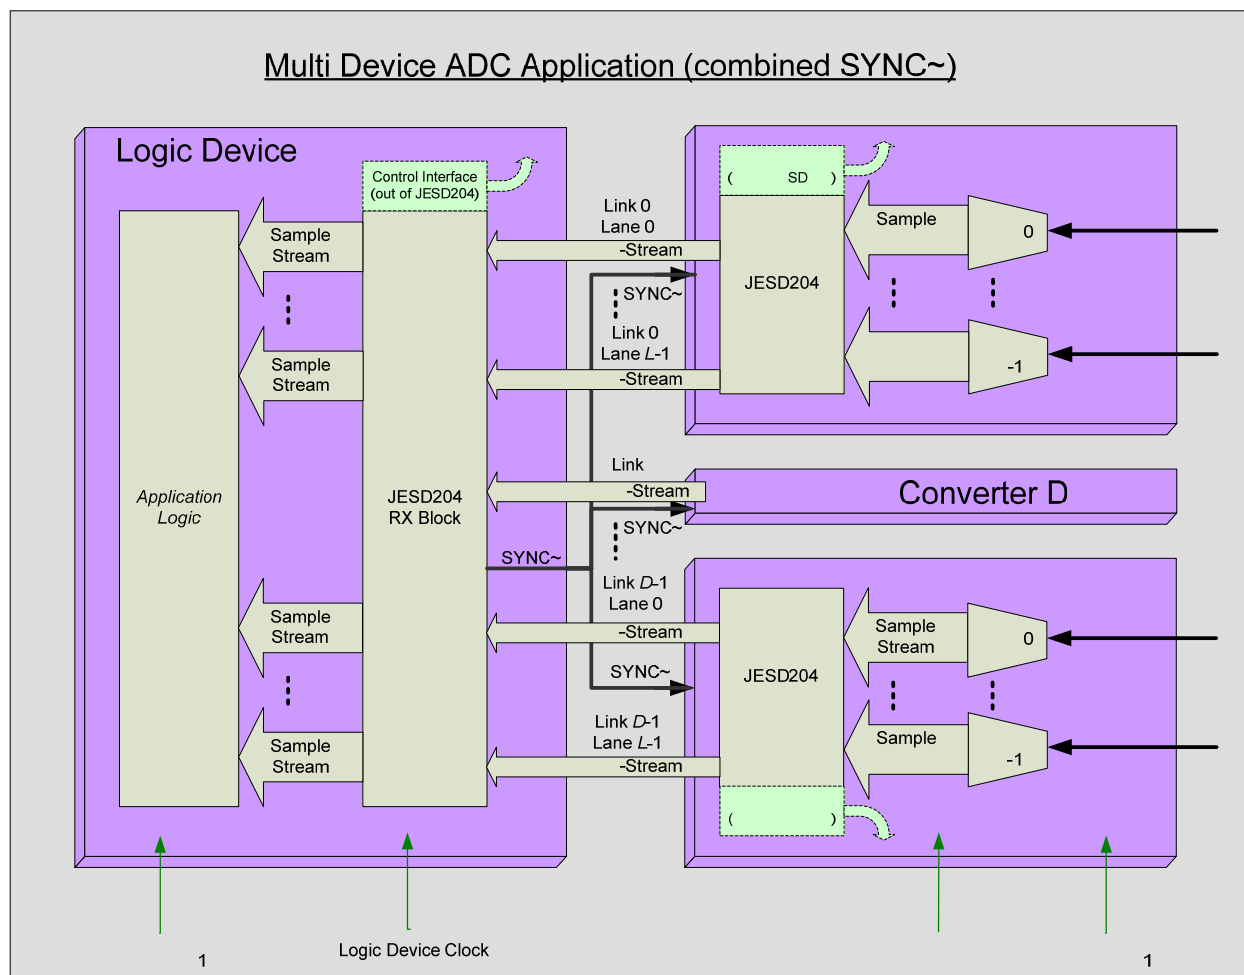 Multi Device ADC Application (combined SYNC~)
Logic Device
Control Interface
(out of JESD204)
Sample
Stream
Sample
Stream
Application
Logic
JESD204
RX Block
Sample
Stream
Sample
Stream
Link 0
Lane 0
-Stream
SYNC~
Link 0
Lane L-1
-Stream
Link
-Stream
SYNC~
SYNC~
Link D-1
Lane 0
-Stream
SYNC~
Link D-1
Lane L-1
-Stream
( SD )
JESD204
Sample
0
-1
Converter D
JESD204
Sample
Stream
0
Sample
-1
( )
Logic Device Clock
1
1